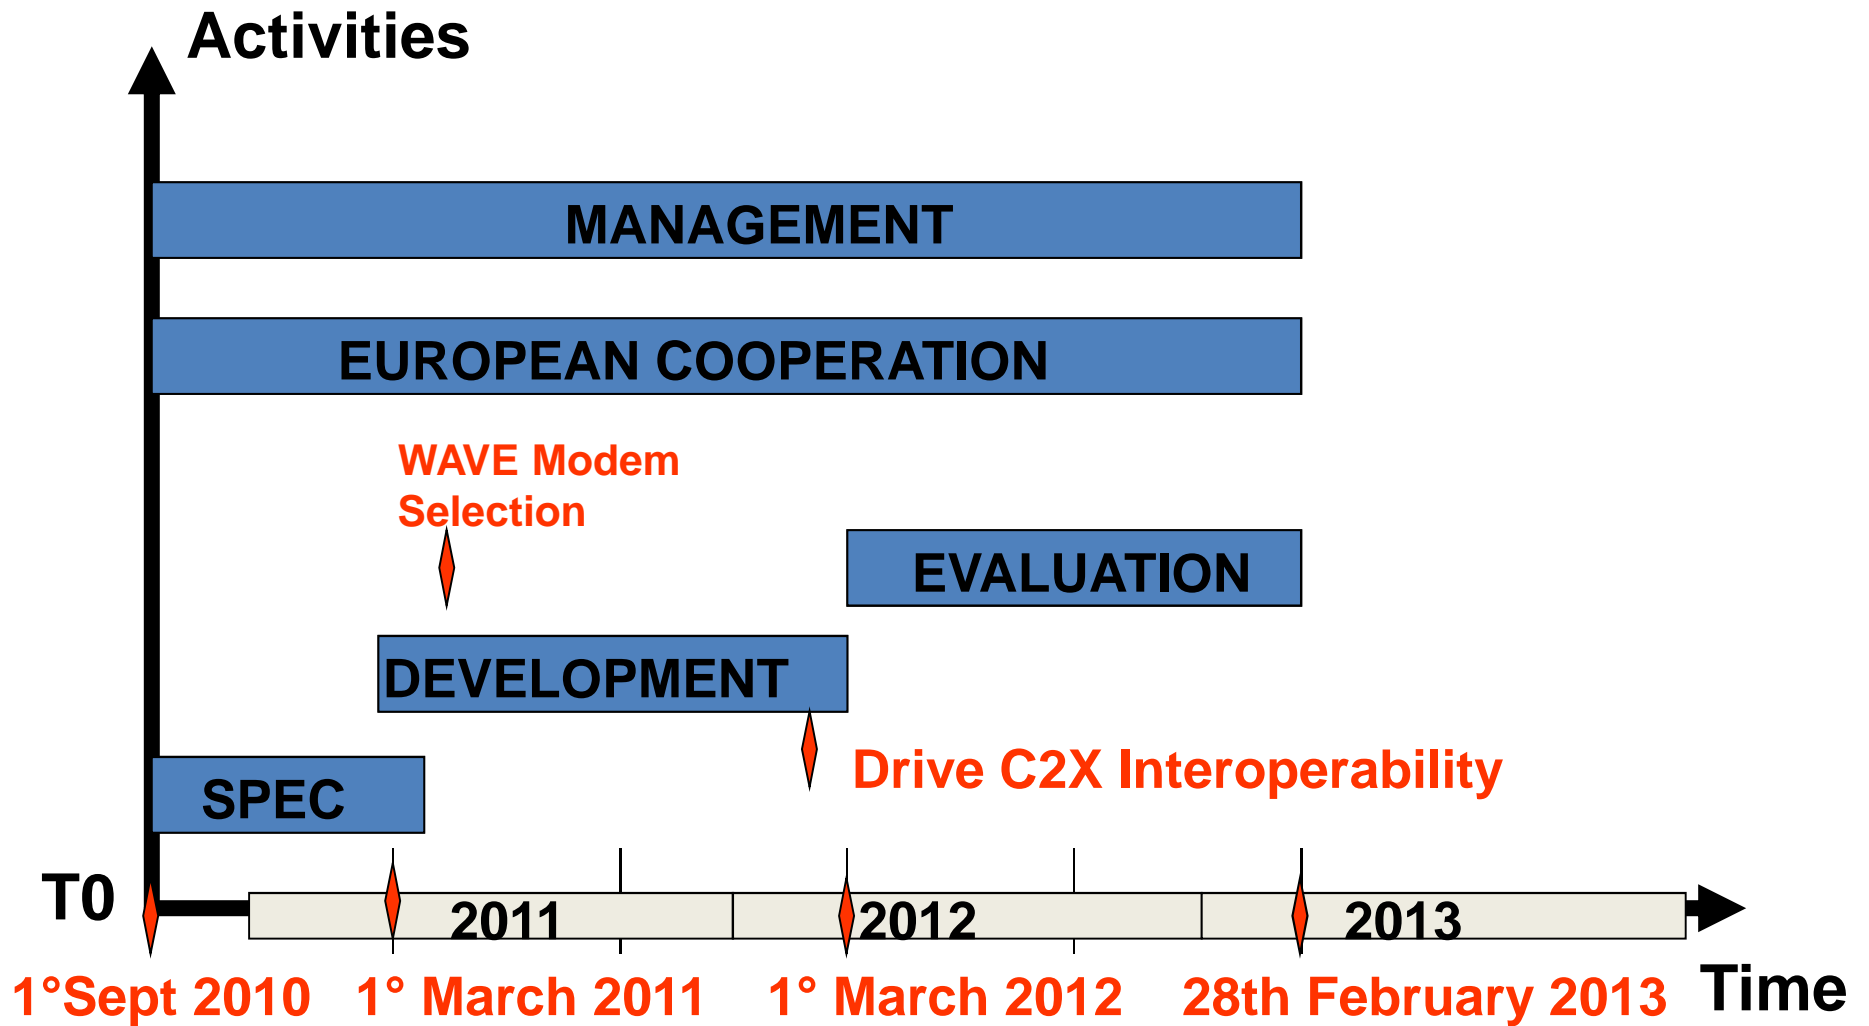 Activities
MANAGEMENT
EUROPEAN COOPERATION
WAVE Modem
Selection
EVALUATION
DEVELOPMENT
Drive C2X Interoperability
SPEC
T0
2011
2012
2013
1°Sept 2010
1° March 2011
1° March 2012
28th February 2013
Time